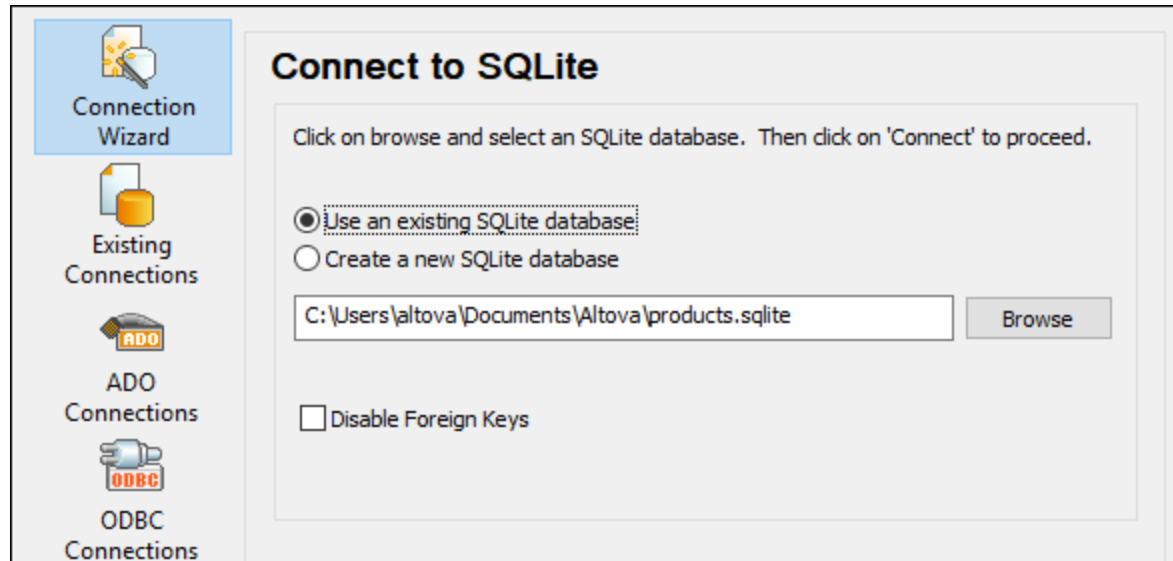 Connection
Wizard
Existing
Connections
ADO
ADO
Connections
ODBC
ODBC
Connections
Connect to SQLite
Click on browse and select an SQLite database.  Then click on 'Connect' to proceed.
Use an existing SQLite database
Create a new SQLite database
C:\Users\altova\Documents\Altova\products.sqlite
Browse
Disable Foreign Keys